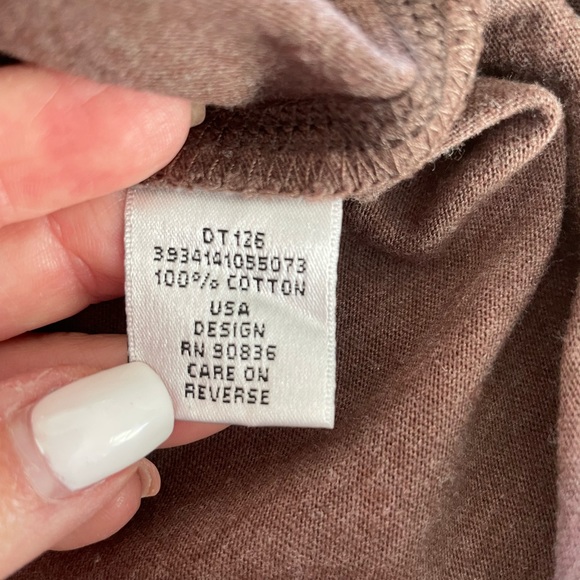 DT126
3934141055073
100% COTTON
USA
DESIGN
RN 90836
CARE ON
REVERSE